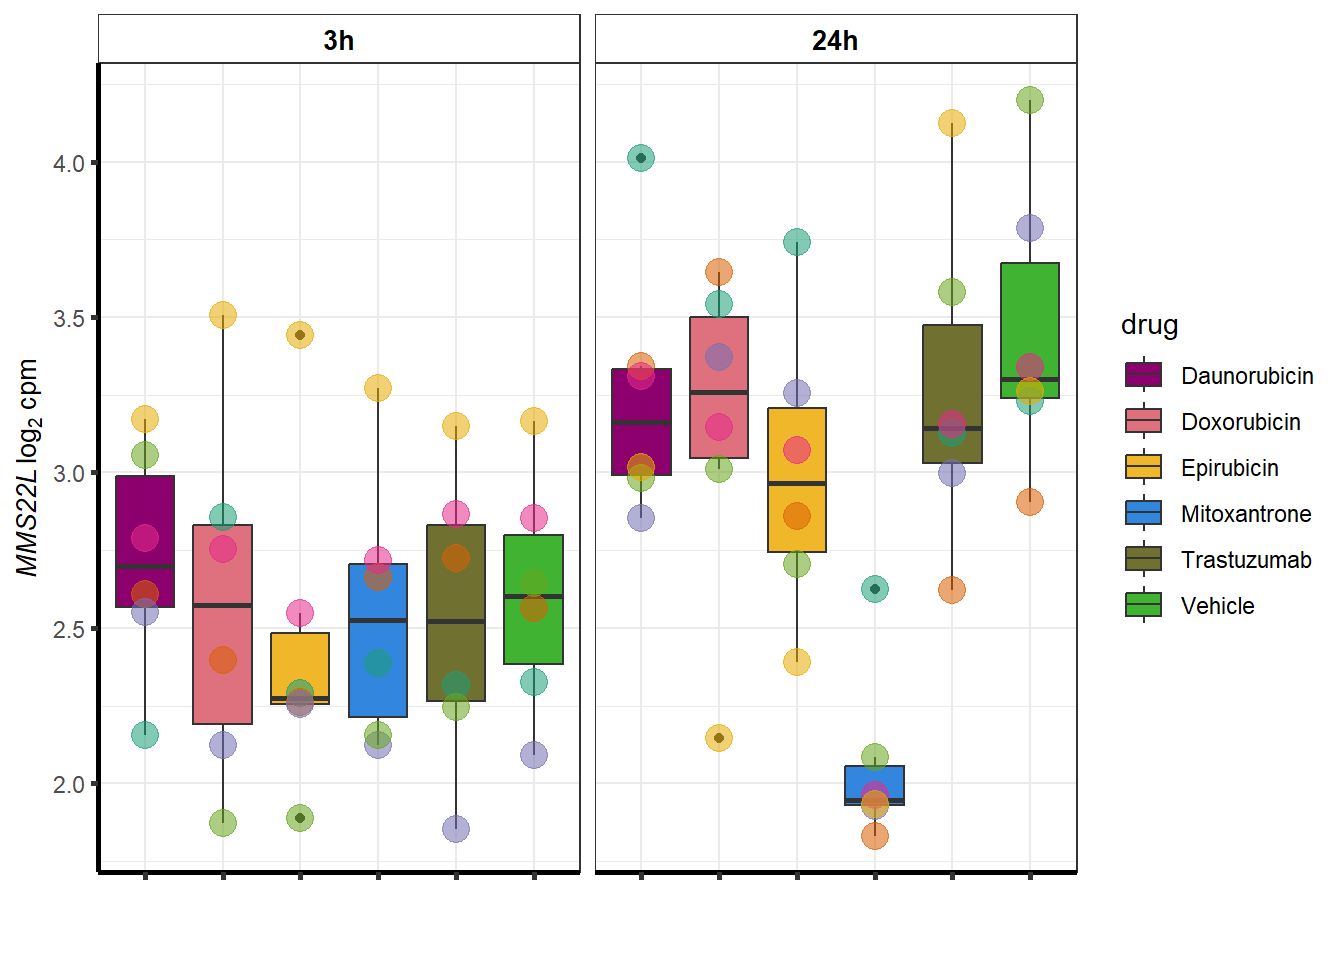 3h
24h
MMS22L log₂ cpm
4.0
3.5
3.0
2.5
2.0
drug
Daunorubicin
Doxorubicin
Epirubicin
Mitoxantrone
Trastuzumab
Vehicle